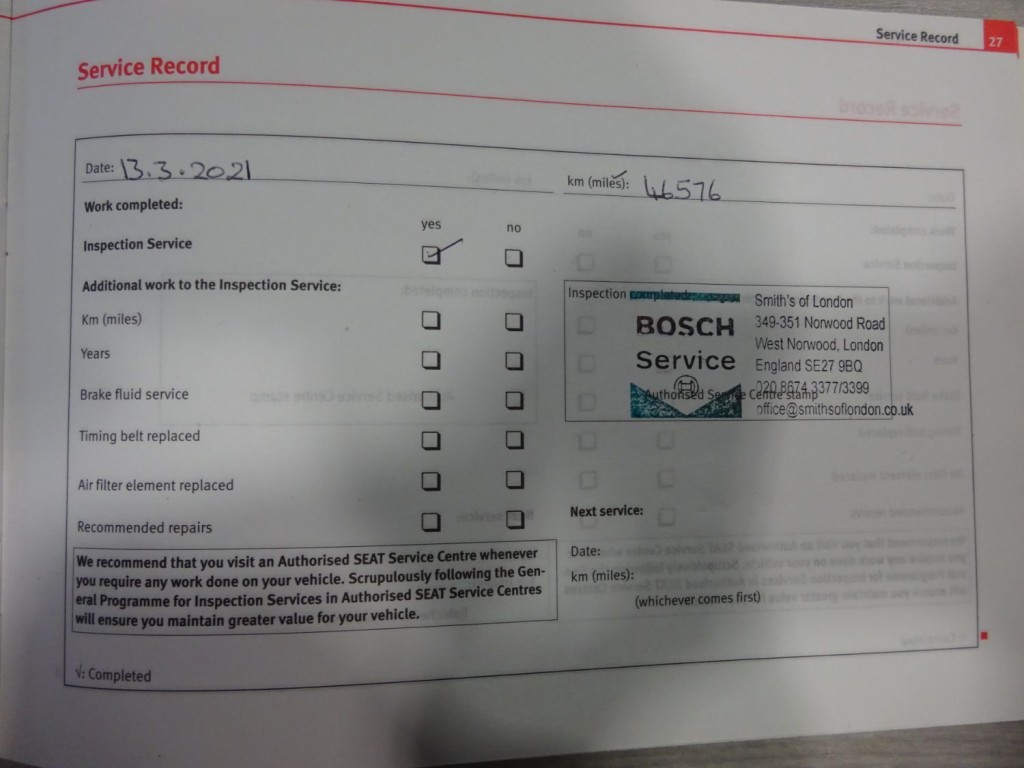 Service Record 27
Service Record
Date: 13.3.2021
km (miles): 46576
Work completed:
yes no
Inspection Service
Additional work to the Inspection Service:
Km (miles)
Years
Brake fluid service
Timing belt replaced
Air filter element replaced
Recommended repairs
We recommend that you visit an Authorised SEAT Service Centre whenever
you require any work done on your vehicle. Scrupulously following the Gen-
eral Programme for Inspection Services in Authorised SEAT Service Centres
will ensure you maintain greater value for your vehicle.
√: Completed
Inspection completed:
BOSCH
Service
Smith's of London
349-351 Norwood Road
West Norwood, London
England SE27 9BQ
020 8674 3377/3399
office@smithsoflondon.co.uk
Authorised Service Centre stamp
Next service:
Date:
km (miles):
(whichever comes first)